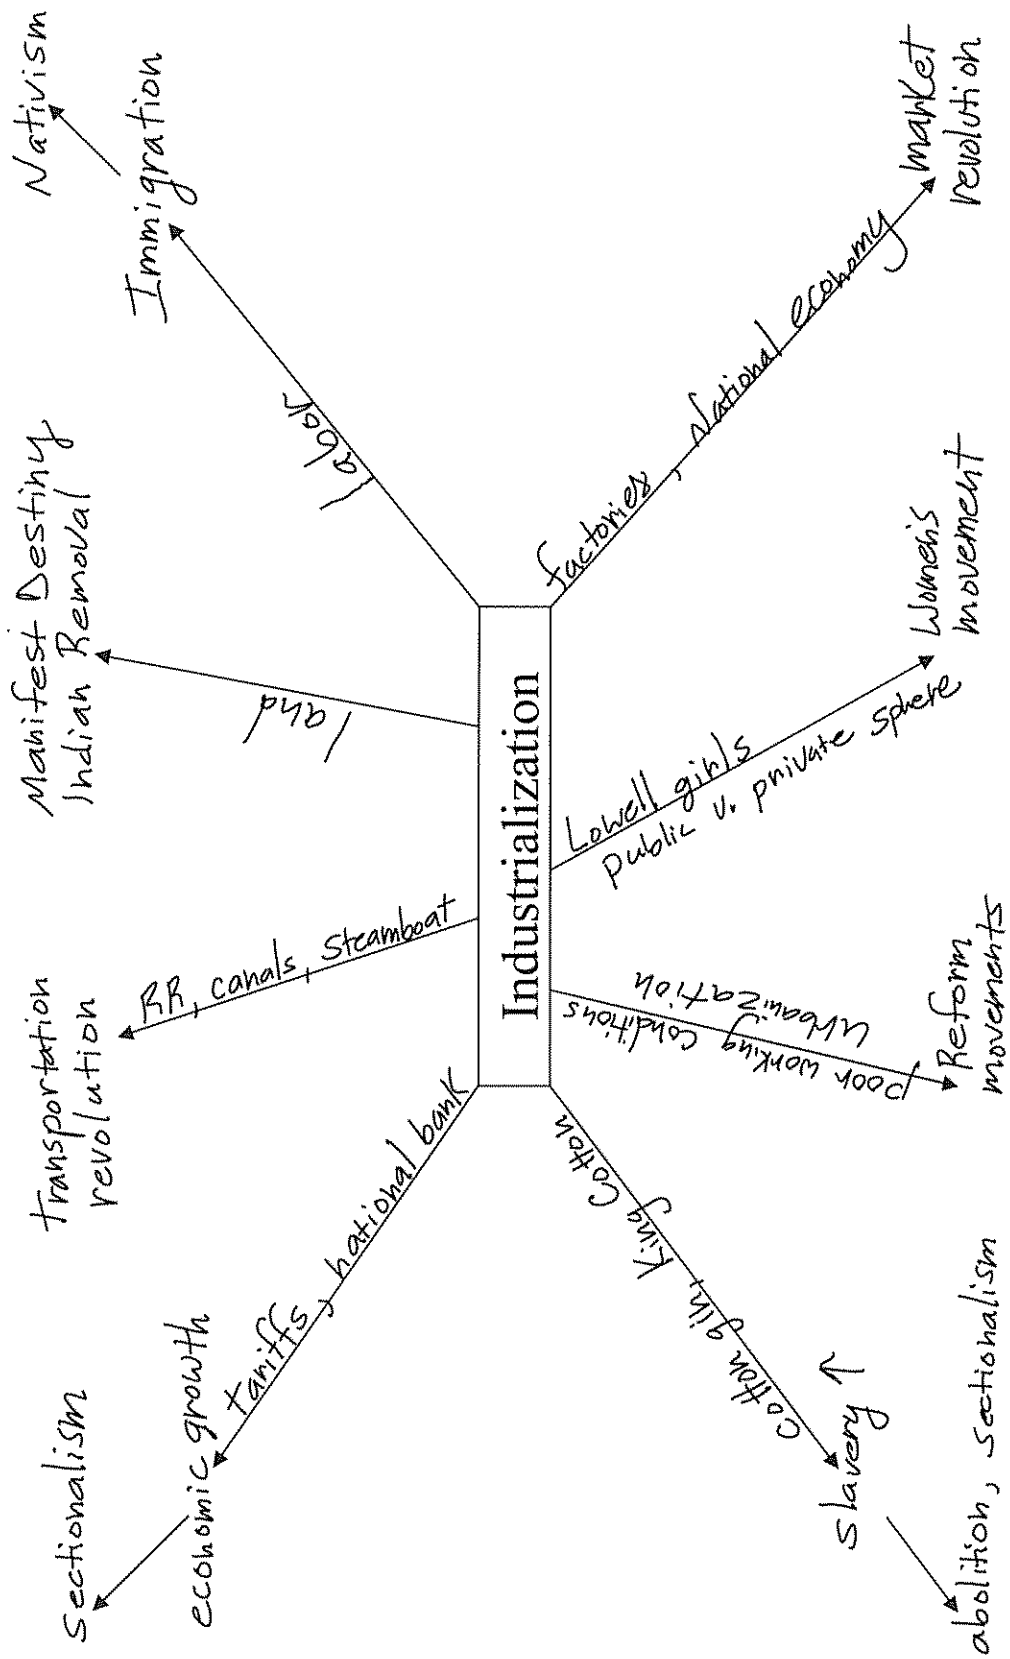 Sectionalism
economic growth
tariffs, national bank
Transportation
revolution
RR, canals, steamboat
Manifest Destiny
Indian Removal
land
Nativism
Immigration
labor
Industrialization
cotton gin, King Cotton
slavery ↑
abolition, sectionalism
poor working conditions
urbanization
Reform
movements
Lowell girls
public v. private sphere
Women's
movement
factories, National economy
market
revolution